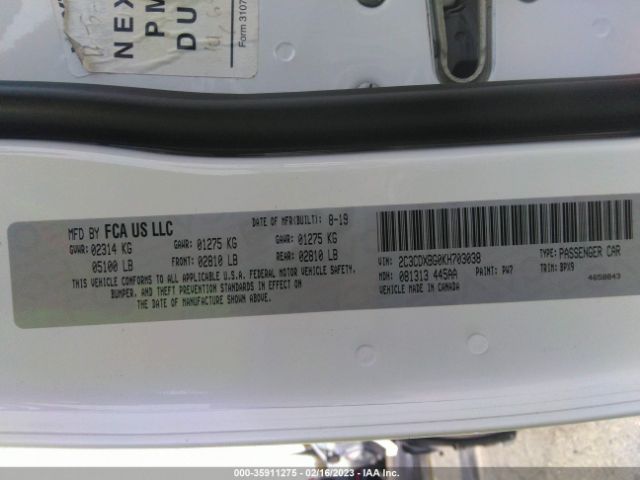 NEX
PM
DU
Form 3107
MFD BY FCA US LLC
DATE OF MFR(BUILT): 8-19
GVWR: 02314 KG GAWR: 01275 KG GAWR: 01275 KG
05100 LB FRONT: 02810 LB REAR: 02810 LB
THIS VEHICLE CONFORMS TO ALL APPLICABLE U.S.A. FEDERAL MOTOR VEHICLE SAFETY,
BUMPER, AND THEFT PREVENTION STANDARDS IN EFFECT ON
THE DATE OF MANUFACTURE SHOWN ABOVE.
VIN: 2C3CDXBG0KH703038 TYPE: PASSENGER CAR
MDH: 081313 445AA PAINT: PW7 TRIM: BPX9
VEHICLE MADE IN CANADA 4650043
000-35911275 - 02/16/2023 - IAA Inc.